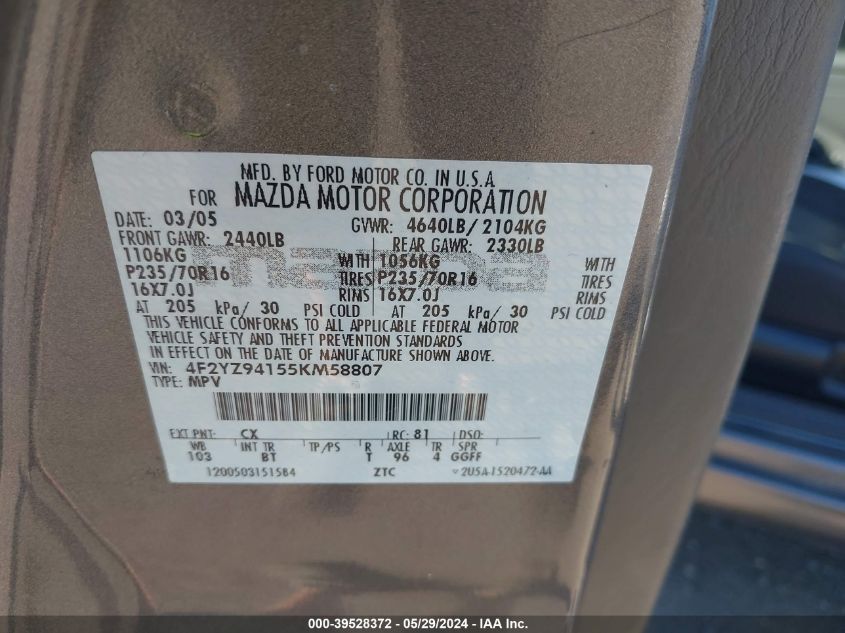 MFD. BY FORD MOTOR CO. IN U.S.A
FOR MAZDA MOTOR CORPORATION
DATE: 03/05 GVWR: 4640LB/ 2104KG
FRONT GAWR: 2440LB REAR GAWR: 2330LB
1106KG WITH 1056KG WITH
P235/70R16 TIRES P235/70R16 TIRES
16X7.0J RIMS 16X7.0J RIMS
AT 205 kPa/ 30 PSI COLD AT 205 kPa/ 30 PSI COLD
mazda
THIS VEHICLE CONFORMS TO ALL APPLICABLE FEDERAL MOTOR
VEHICLE SAFETY AND THEFT PREVENTION STANDARDS
IN EFFECT ON THE DATE OF MANUFACTURE SHOWN ABOVE.
VIN: 4F2YZ94155KM58807
TYPE: MPV
EXT PNT: CX RC: 81 DSO:
WB INT TR TP/PS R AXLE TR SPR
103 BT T 96 4 GGFF
12005031515B4 ZTC 2U5A-1520472-AA
000-39528372 - 05/29/2024 - IAA Inc.